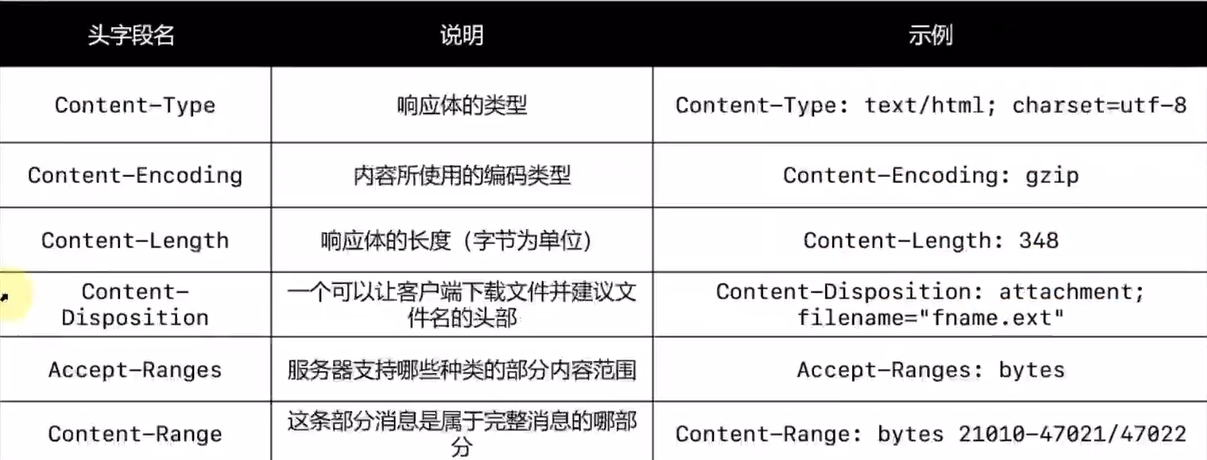 头字段名 说明 示例
Content-Type 响应体的类型 Content-Type: text/html; charset=utf-8
Content-Encoding 内容所使用的编码类型 Content-Encoding: gzip
Content-Length 响应体的长度（字节为单位） Content-Length: 348
Content-
Disposition
一个可以让客户端下载文件并建议文
件名的头部
Content-Disposition: attachment;
filename="fname.ext"
Accept-Ranges 服务器支持哪些种类的部分内容范围 Accept-Ranges: bytes
Content-Range
这条部分消息是属于完整消息的哪部
分
Content-Range: bytes 21010-47021/47022